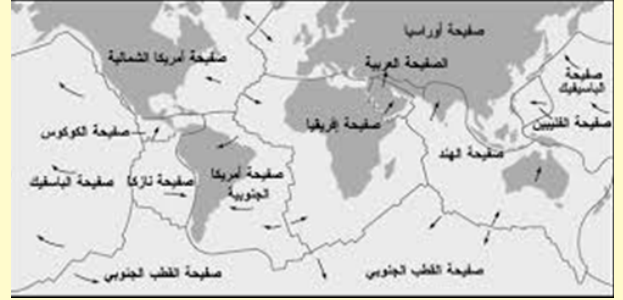 صفيحة أوراسيا
صفيحة أمريكا الشمالية
الصفيحة العربية
صفيحة
الباسيفيك
صفيحة الفليبين
صفيحة إفريقيا
صفيحة الكوكوس
صفيحة الهند
صفيحة أمريكا
الجنوبية
صفيحة نازكا
صفيحة الباسفيك
صفيحة القطب الجنوبي
صفيحة القطب الجنوبي